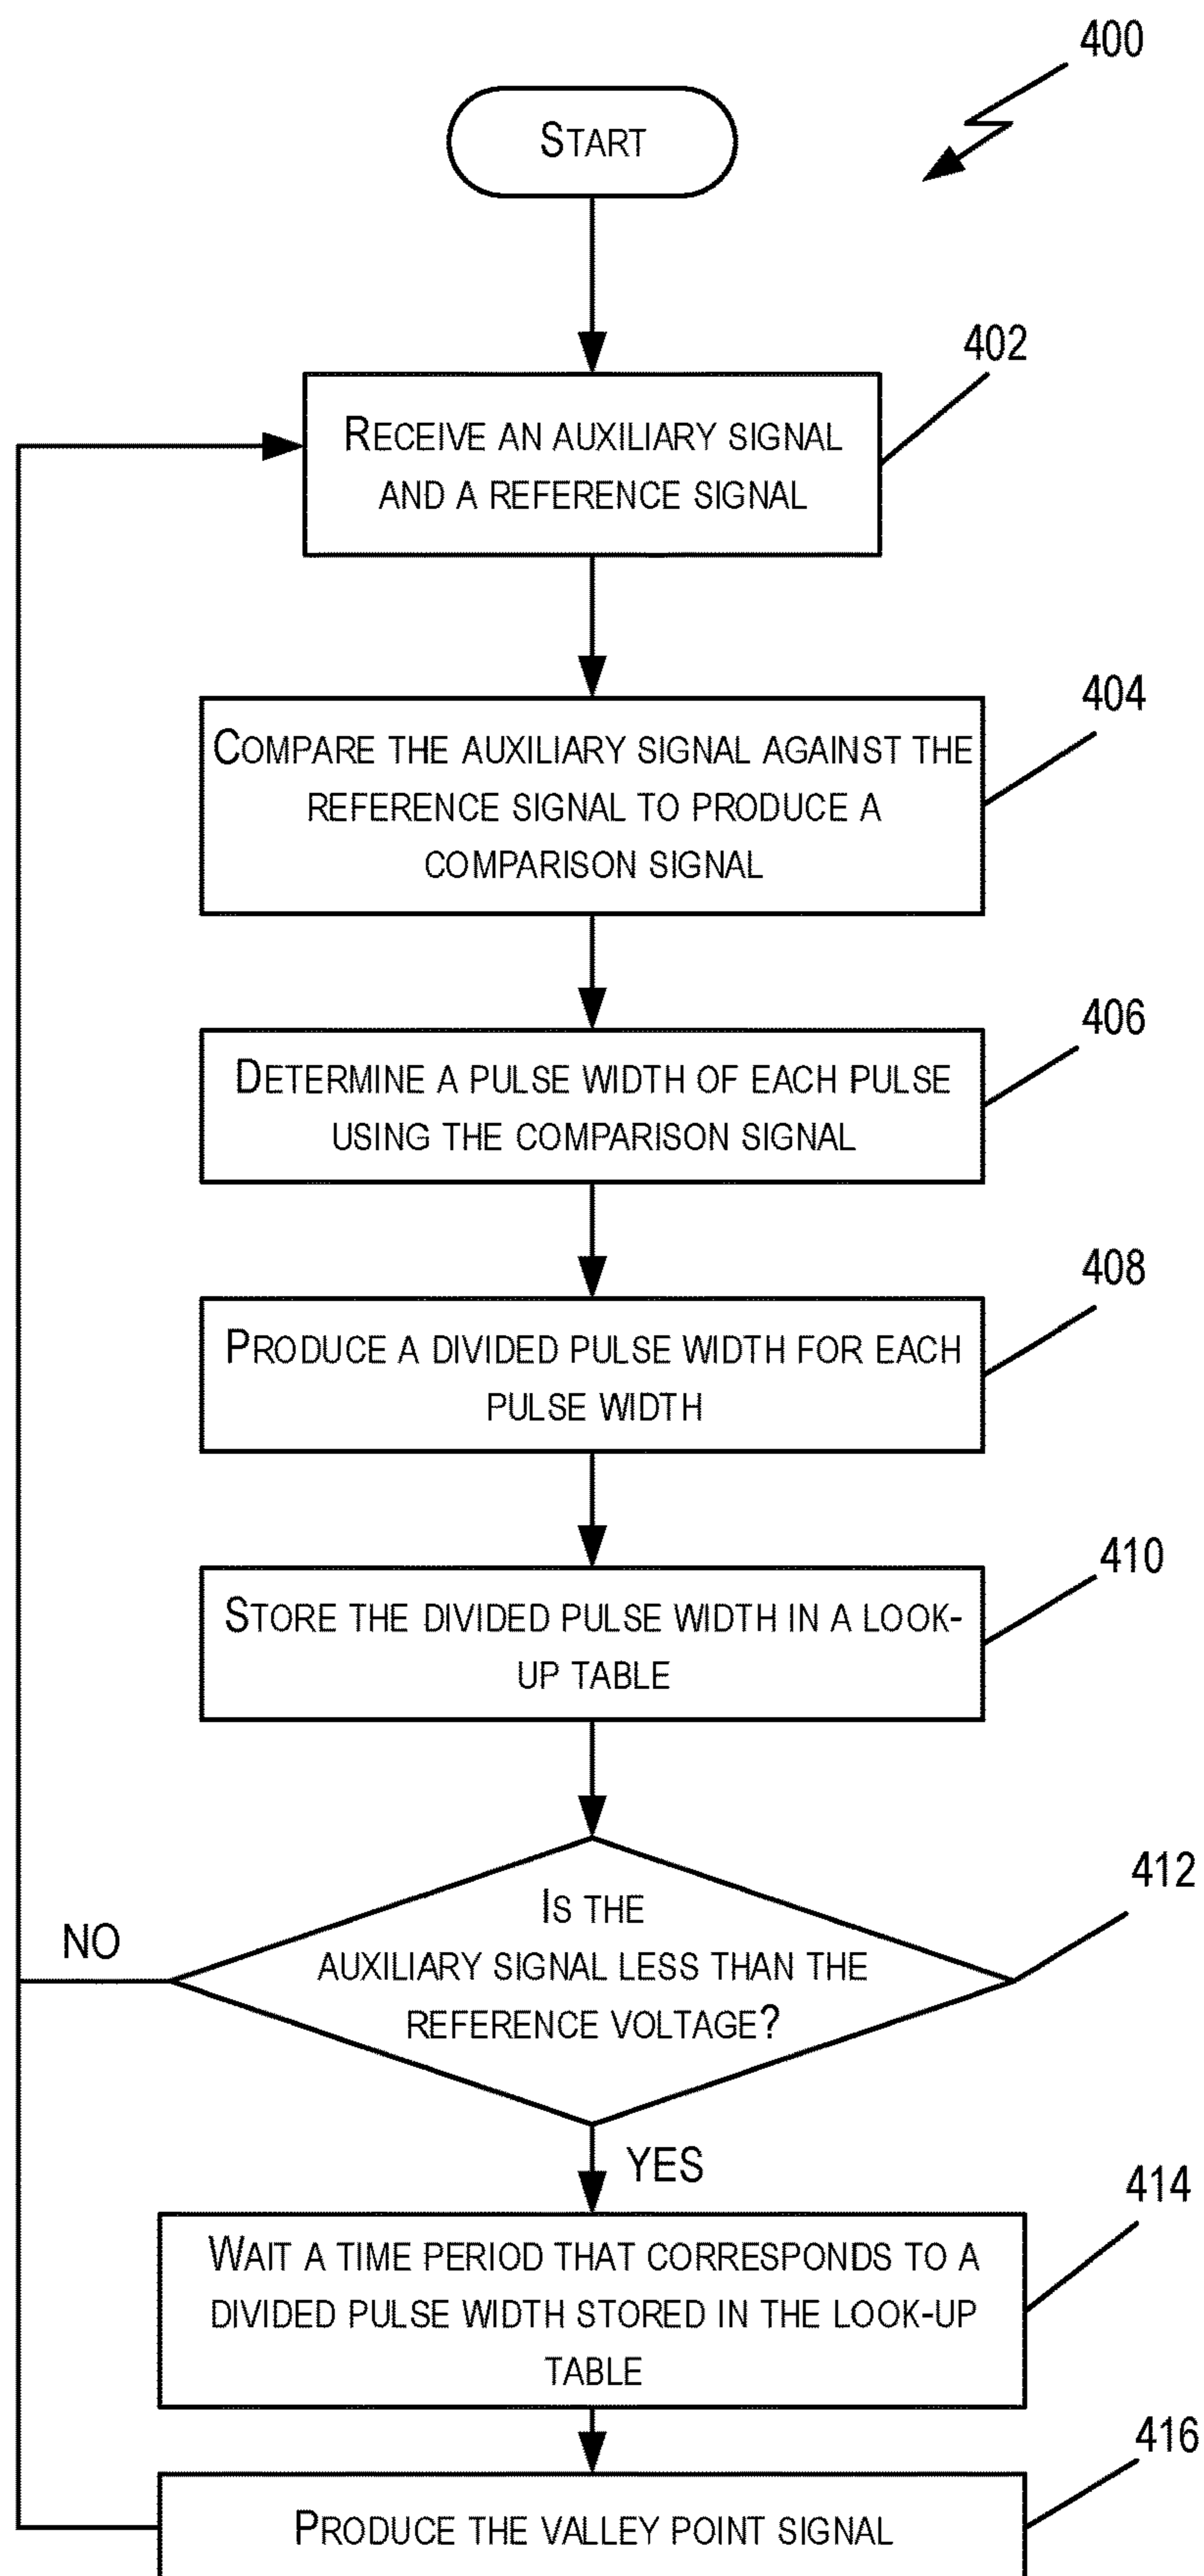 400
START
402
RECEIVE AN AUXILIARY SIGNAL
AND A REFERENCE SIGNAL
404
COMPARE THE AUXILIARY SIGNAL AGAINST THE
REFERENCE SIGNAL TO PRODUCE A
COMPARISON SIGNAL
406
DETERMINE A PULSE WIDTH OF EACH PULSE
USING THE COMPARISON SIGNAL
408
PRODUCE A DIVIDED PULSE WIDTH FOR EACH
PULSE WIDTH
410
STORE THE DIVIDED PULSE WIDTH IN A LOOK-
UP TABLE
412
IS THE
AUXILIARY SIGNAL LESS THAN THE
REFERENCE VOLTAGE?
NO
YES
414
WAIT A TIME PERIOD THAT CORRESPONDS TO A
DIVIDED PULSE WIDTH STORED IN THE LOOK-UP
TABLE
416
PRODUCE THE VALLEY POINT SIGNAL